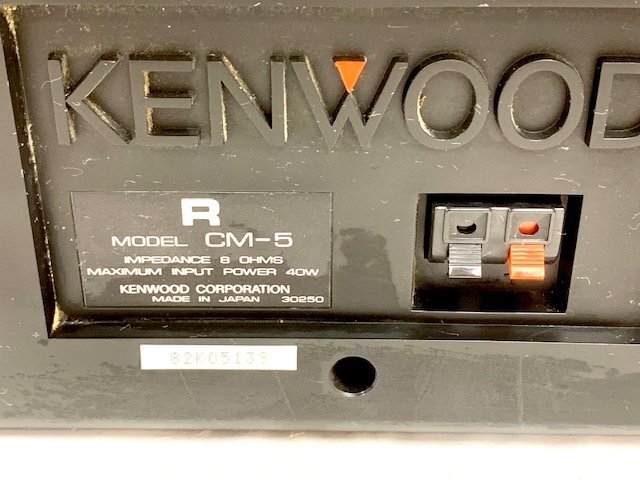 KENWOOD
R
MODEL CM-5
IMPEDANCE 8 OHMS
MAXIMUM INPUT POWER 40W
KENWOOD CORPORATION
MADE IN JAPAN 30250
82K05139